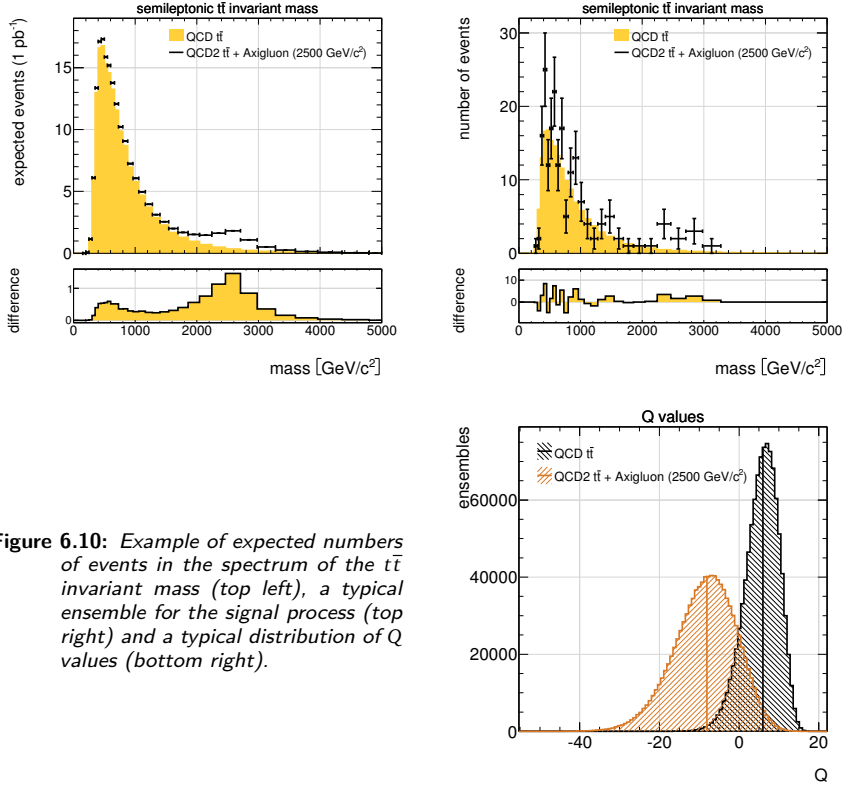 semileptonic tt̄ invariant mass
expected events (1 pb⁻¹)
QCD tt̄
QCD2 tt̄ + Axigluon (2500 GeV/c²)
15
10
5
0
difference
1
0
0 1000 2000 3000 4000 5000
mass [GeV/c²]
semileptonic tt̄ invariant mass
number of events
QCD tt̄
QCD2 tt̄ + Axigluon (2500 GeV/c²)
30
20
10
0
difference
10
0
0 1000 2000 3000 4000 5000
mass [GeV/c²]
Q values
ensembles
QCD tt̄
QCD2 tt̄ + Axigluon (2500 GeV/c²)
60000
40000
20000
0
-40 -20 0 20
Q
igure 6.10: Example of expected numbers
of events in the spectrum of the tt̄
invariant mass (top left), a typical
ensemble for the signal process (top
right) and a typical distribution of Q
values (bottom right).